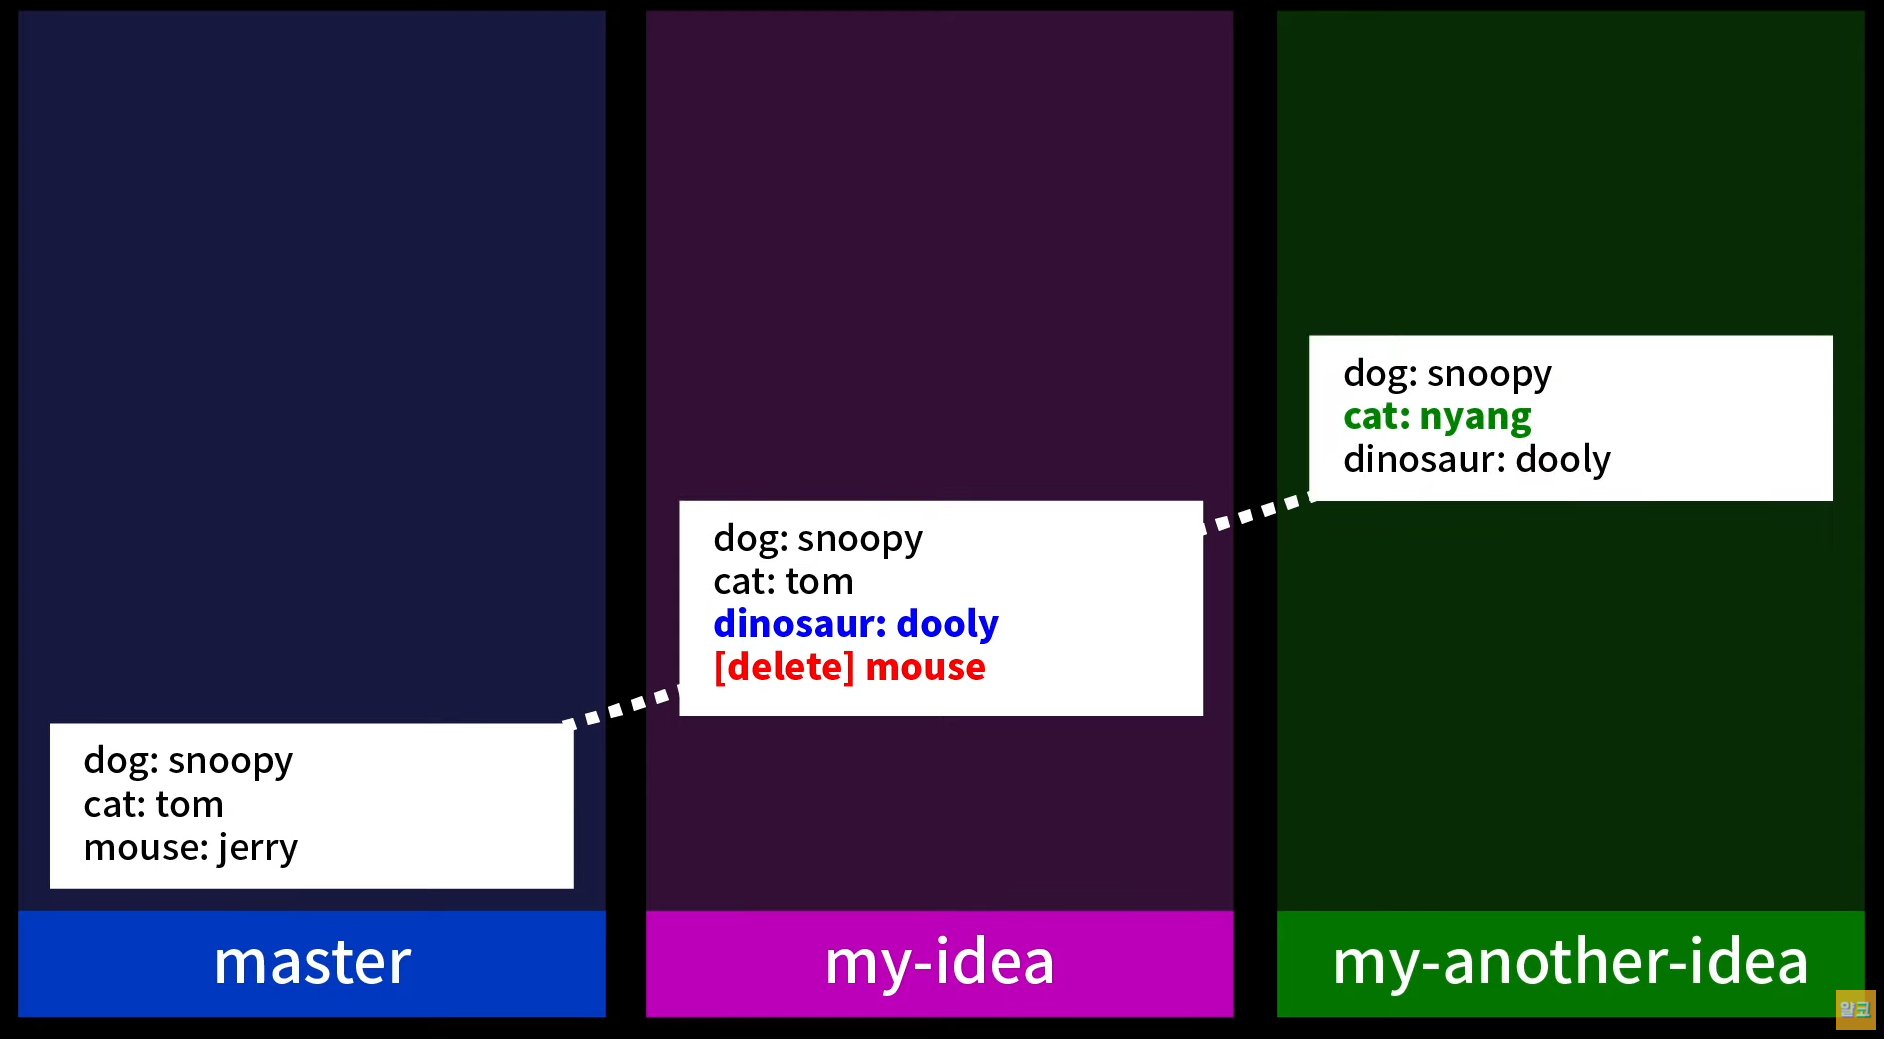 dog: snoopy
cat: tom
mouse: jerry
master
dog: snoopy
cat: tom
dinosaur: dooly
[delete] mouse
my-idea
dog: snoopy
cat: nyang
dinosaur: dooly
my-another-idea
알코